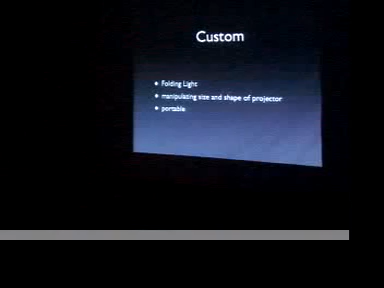 Custom
Folding Light
manipulating size and shape of projector
portable